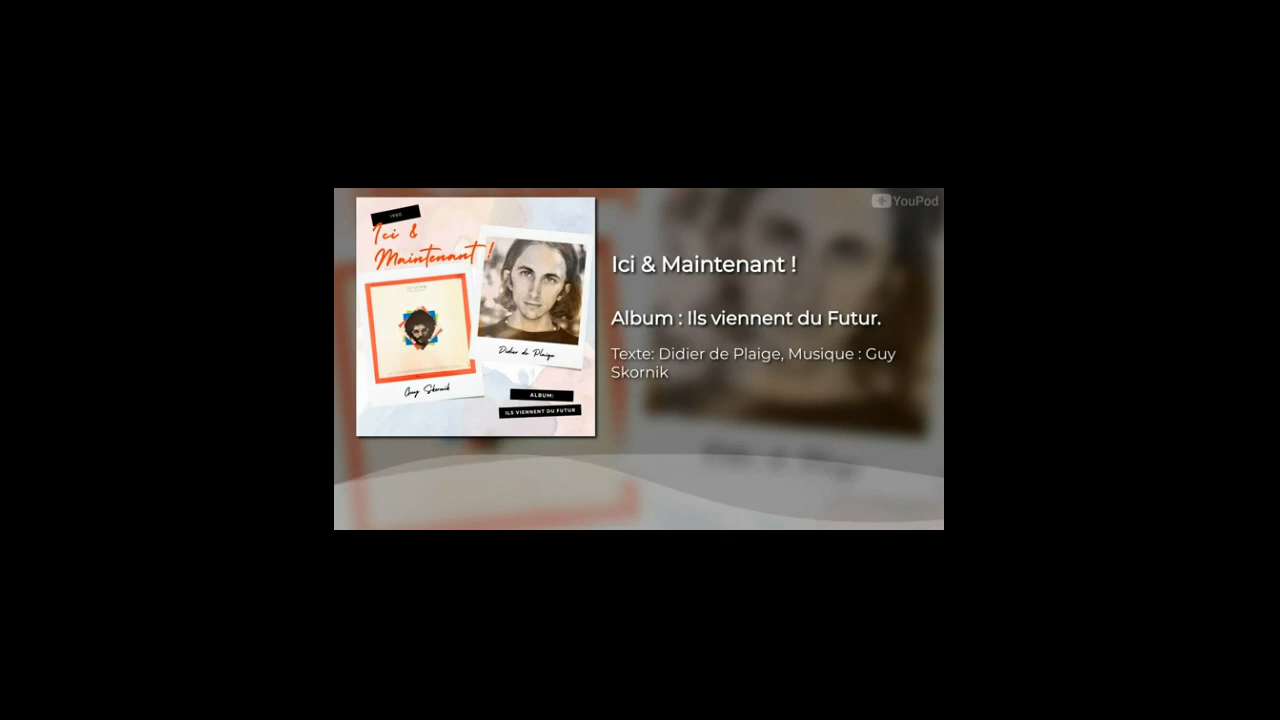 YouPod
1980
Ici &
Maintenant !
Didier de Plaige
Guy Skornik
ALBUM:
ILS VIENNENT DU FUTUR
Ici & Maintenant !
Album : Ils viennent du Futur.
Texte: Didier de Plaige, Musique : Guy
Skornik